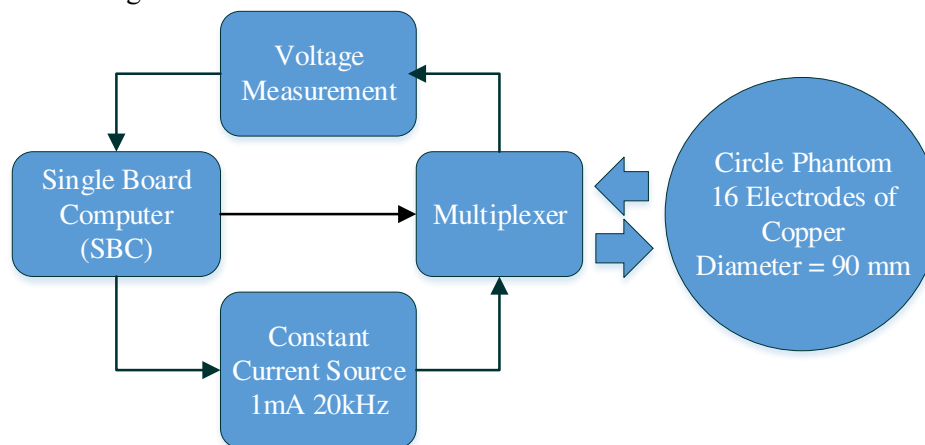 Voltage
Measurement
Single Board
Computer
(SBC)
Multiplexer
Circle Phantom
16 Electrodes of
Copper
Diameter = 90 mm
Constant
Current Source
1mA 20kHz